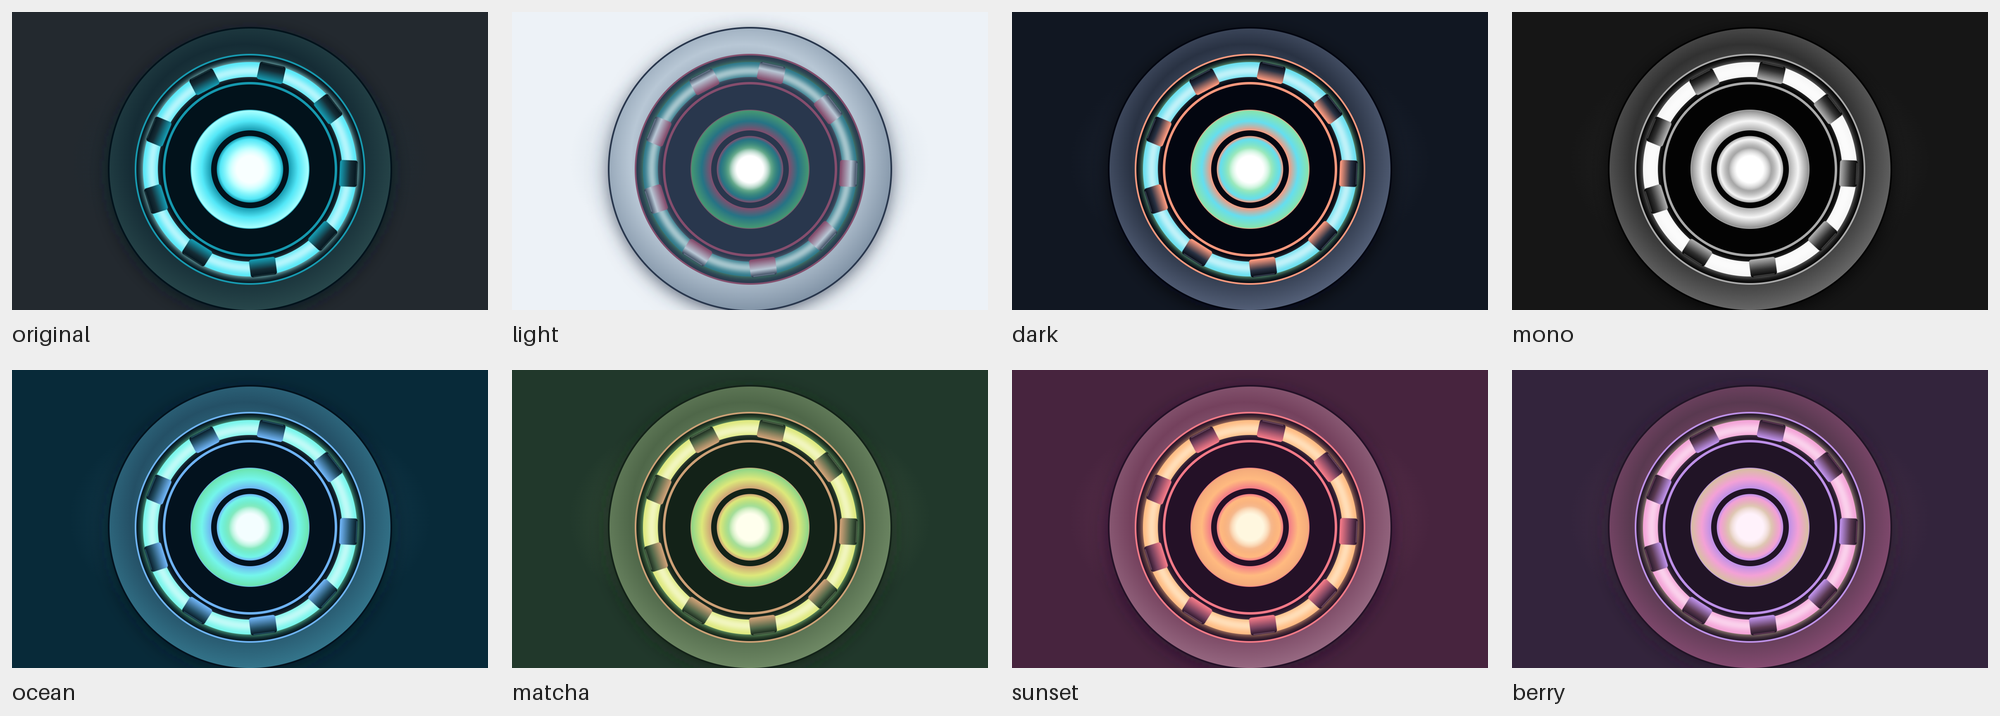 original
light
dark
mono
ocean
matcha
sunset
berry